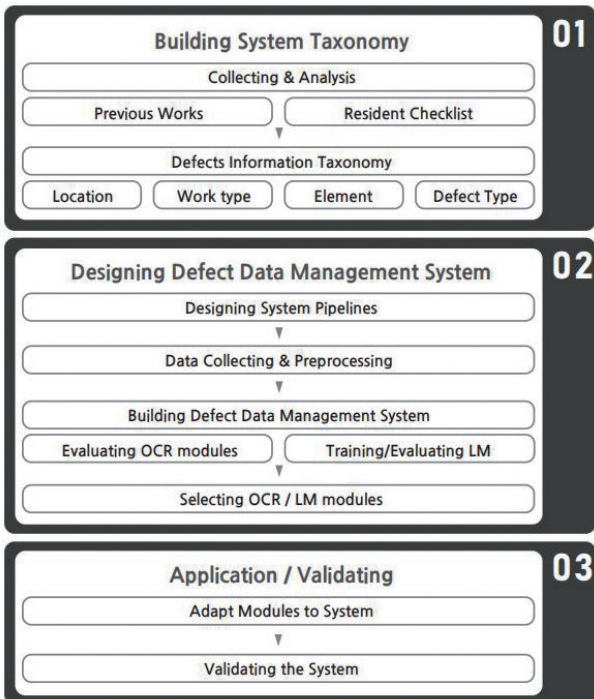 01
Building System Taxonomy
Collecting & Analysis
Previous Works Resident Checklist
▼
Defects Information Taxonomy
Location Work type Element Defect Type
02
Designing Defect Data Management System
Designing System Pipelines
▼
Data Collecting & Preprocessing
▼
Building Defect Data Management System
Evaluating OCR modules Training/Evaluating LM
▼
Selecting OCR / LM modules
03
Application / Validating
Adapt Modules to System
▼
Validating the System